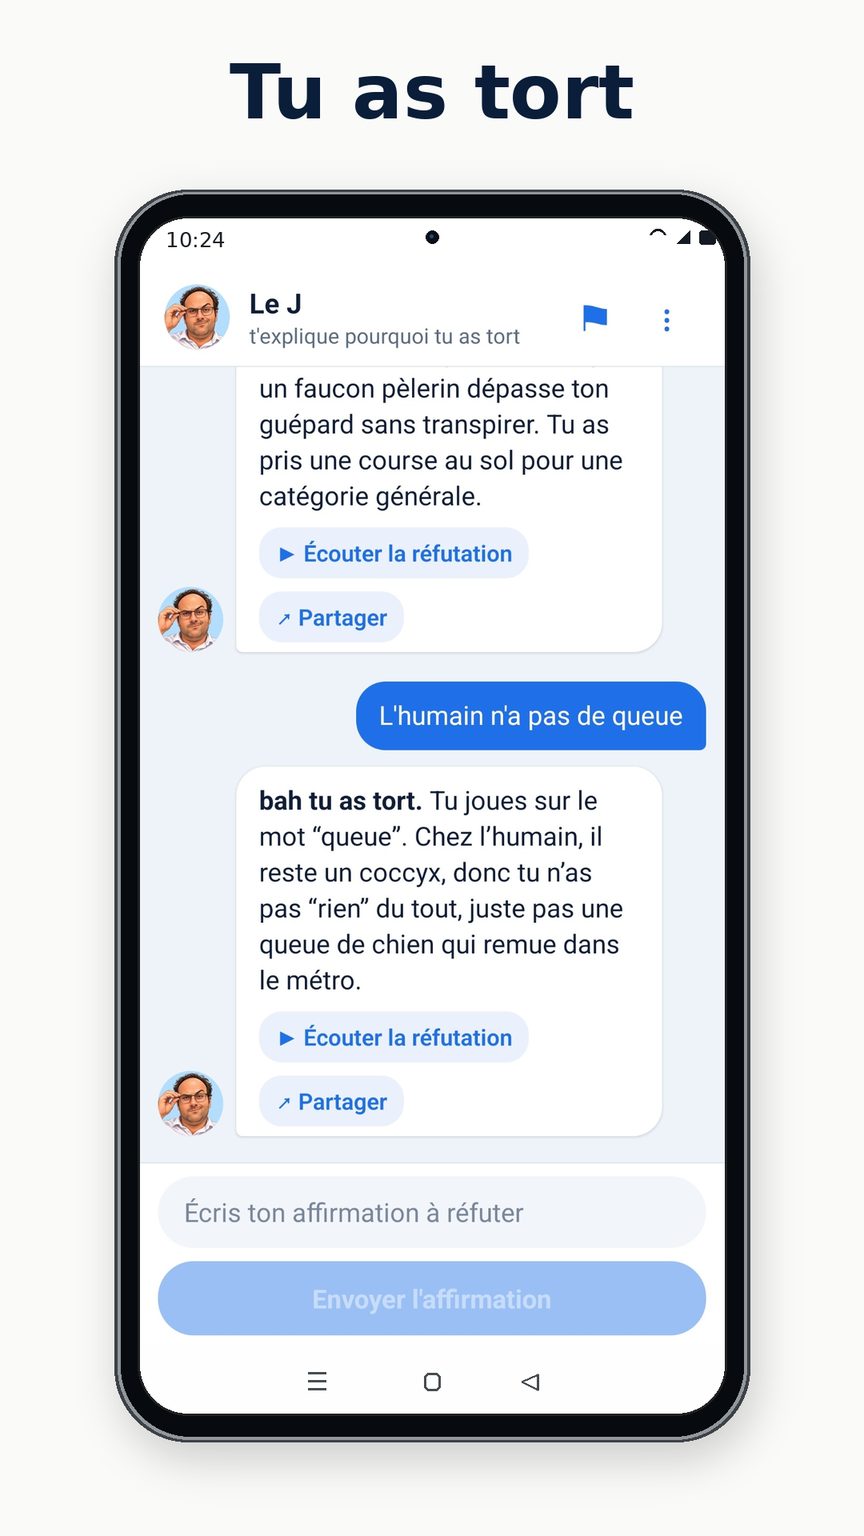 Tu as tort
10:24
Le J
t'explique pourquoi tu as tort
un faucon pèlerin dépasse ton
guépard sans transpirer. Tu as
pris une course au sol pour une
catégorie générale.
▶ Écouter la réfutation
↗ Partager
L'humain n'a pas de queue
bah tu as tort. Tu joues sur le
mot “queue”. Chez l’humain, il
reste un coccyx, donc tu n’as
pas “rien” du tout, juste pas une
queue de chien qui remue dans
le métro.
▶ Écouter la réfutation
↗ Partager
Écris ton affirmation à réfuter
Envoyer l'affirmation